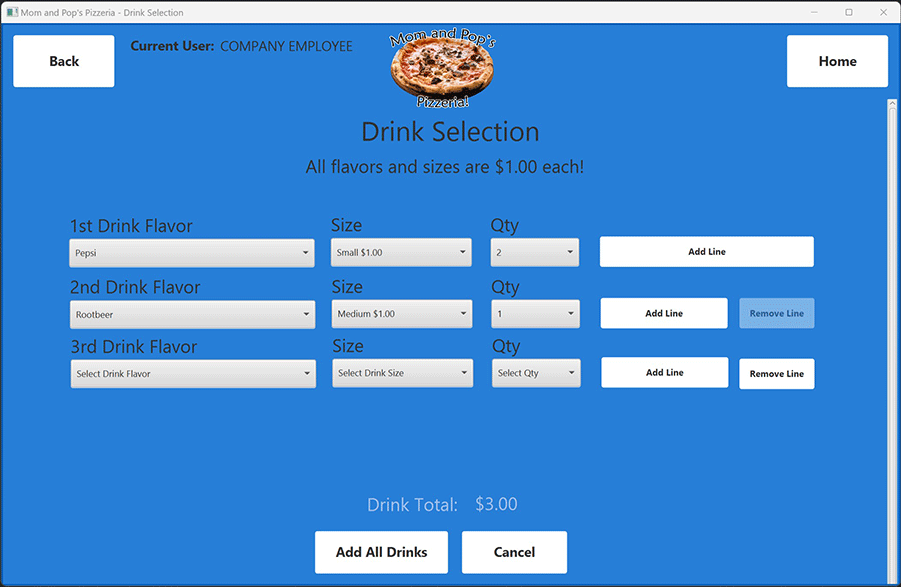 Mom and Pop's Pizzeria - Drink Selection
Back
Current User: COMPANY EMPLOYEE
Mom and Pop's
Pizzeria!
Home
Drink Selection
All flavors and sizes are $1.00 each!
1st Drink Flavor Size Qty
Pepsi Small $1.00 2 Add Line
2nd Drink Flavor Size Qty
Rootbeer Medium $1.00 1 Add Line Remove Line
3rd Drink Flavor Size Qty
Select Drink Flavor Select Drink Size Select Qty Add Line Remove Line
Drink Total: $3.00
Add All Drinks Cancel